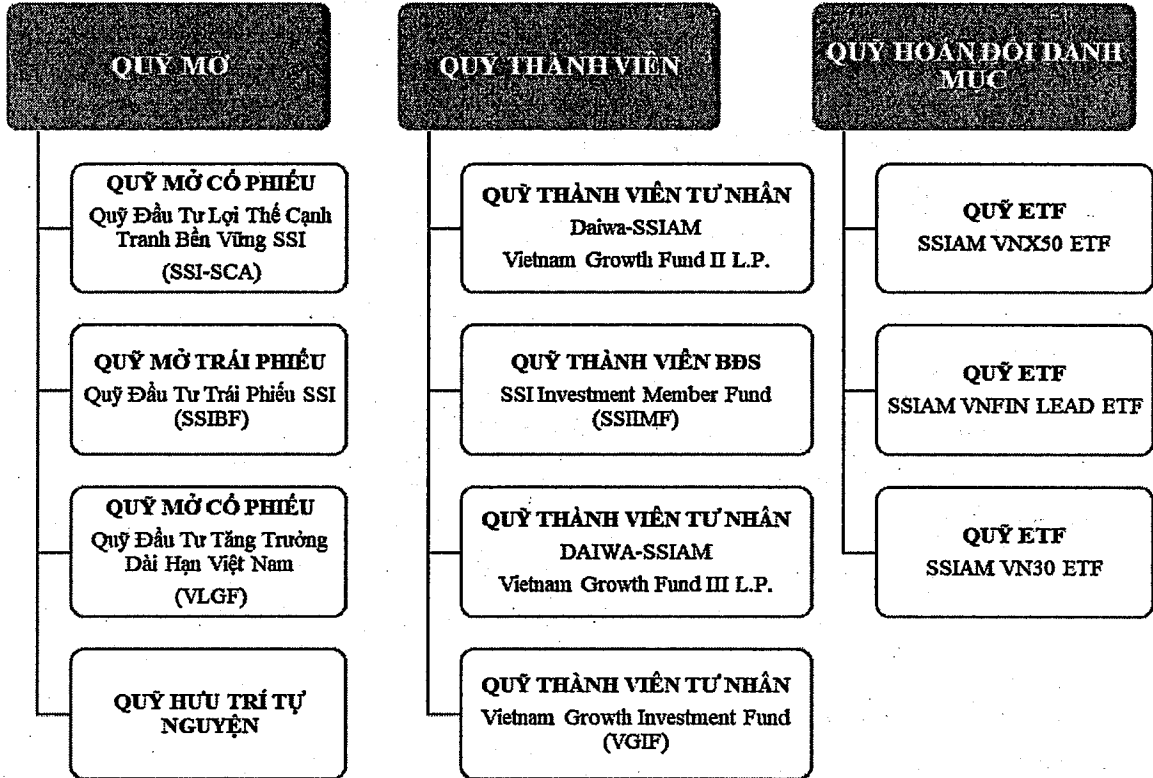 QUỸ MỞ
QUỸ MỞ CỔ PHIẾU
Quỹ Đầu Tư Lợi Thế Cạnh
Tranh Bền Vững SSI
(SSI-SCA)
QUỸ MỞ TRÁI PHIẾU
Quỹ Đầu Tư Trái Phiếu SSI
(SSIBF)
QUỸ MỞ CỔ PHIẾU
Quỹ Đầu Tư Tăng Trưởng
Dài Hạn Việt Nam
(VLGF)
QUỸ HƯU TRÍ TỰ
NGUYỆN
QUỸ THÀNH VIÊN
QUỸ THÀNH VIÊN TƯ NHÂN
Daiwa-SSIAM
Vietnam Growth Fund II L.P.
QUỸ THÀNH VIÊN BĐS
SSI Investment Member Fund
(SSIIMF)
QUỸ THÀNH VIÊN TƯ NHÂN
DAIWA-SSIAM
Vietnam Growth Fund III L.P.
QUỸ THÀNH VIÊN TƯ NHÂN
Vietnam Growth Investment Fund
(VGIF)
QUỸ HOÁN ĐỔI DANH
MỤC
QUỸ ETF
SSIAM VNX50 ETF
QUỸ ETF
SSIAM VNFIN LEAD ETF
QUỸ ETF
SSIAM VN30 ETF